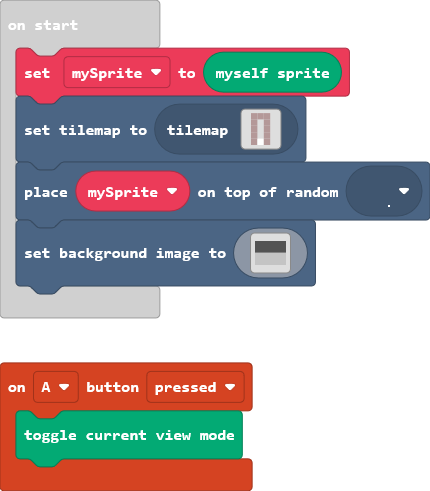 on start
set mySprite to myself sprite
set tilemap to tilemap
place mySprite on top of random
set background image to
on A button pressed
toggle current view mode